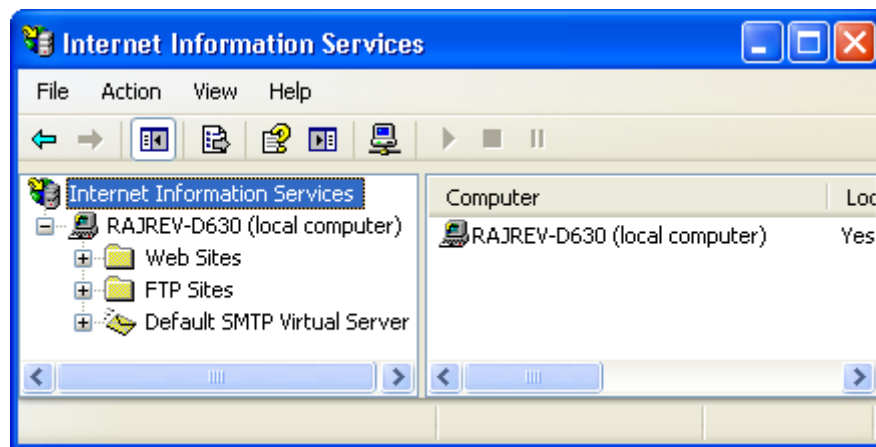 Internet Information Services
File Action View Help
Internet Information Services
RAJREV-D630 (local computer)
Web Sites
FTP Sites
Default SMTP Virtual Server
Computer Loc
RAJREV-D630 (local computer) Yes